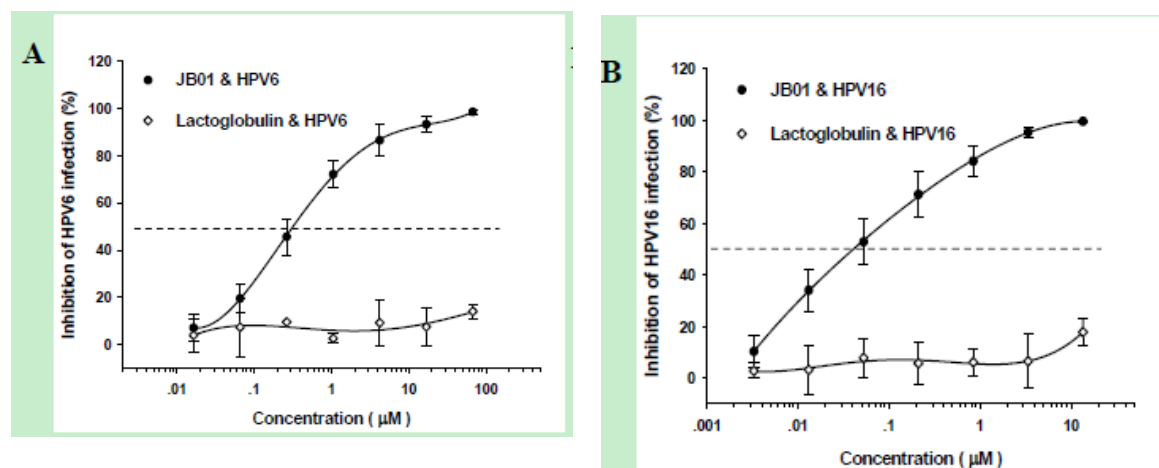 A
Inhibition of HPV6 infection (%)
120
100
80
60
40
20
0
JB01 & HPV6
Lactoglobulin & HPV6
.01 .1 1 10 100
Concentration ( μM )
B
Inhibition of HPV16 infection (%)
120
100
80
60
40
20
0
JB01 & HPV16
Lactoglobulin & HPV16
.001 .01 .1 1 10
Concentration ( μM )